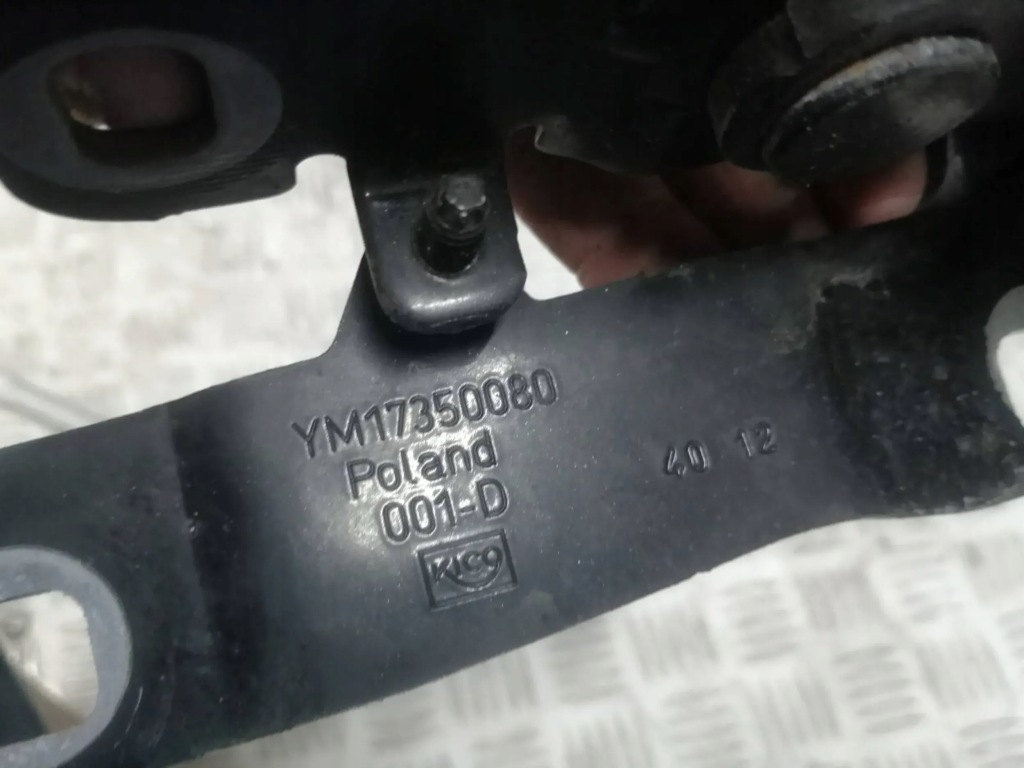 YM17350080
Poland
001-D
KICO
40 12